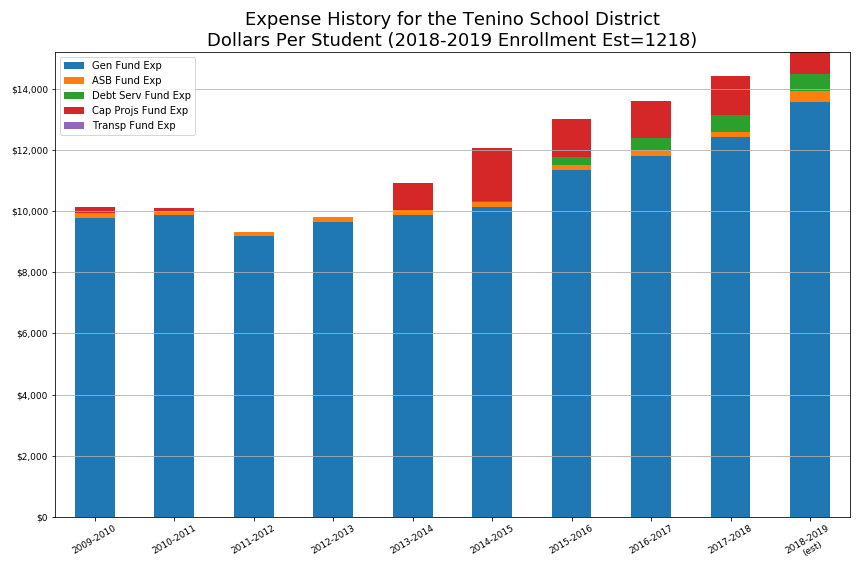 Expense History for the Tenino School District
Dollars Per Student (2018-2019 Enrollment Est=1218)
Gen Fund Exp
ASB Fund Exp
Debt Serv Fund Exp
Cap Projs Fund Exp
Transp Fund Exp
$14,000
$12,000
$10,000
$8,000
$6,000
$4,000
$2,000
$0
2009-2010
2010-2011
2011-2012
2012-2013
2013-2014
2014-2015
2015-2016
2016-2017
2017-2018
2018-2019
(est)